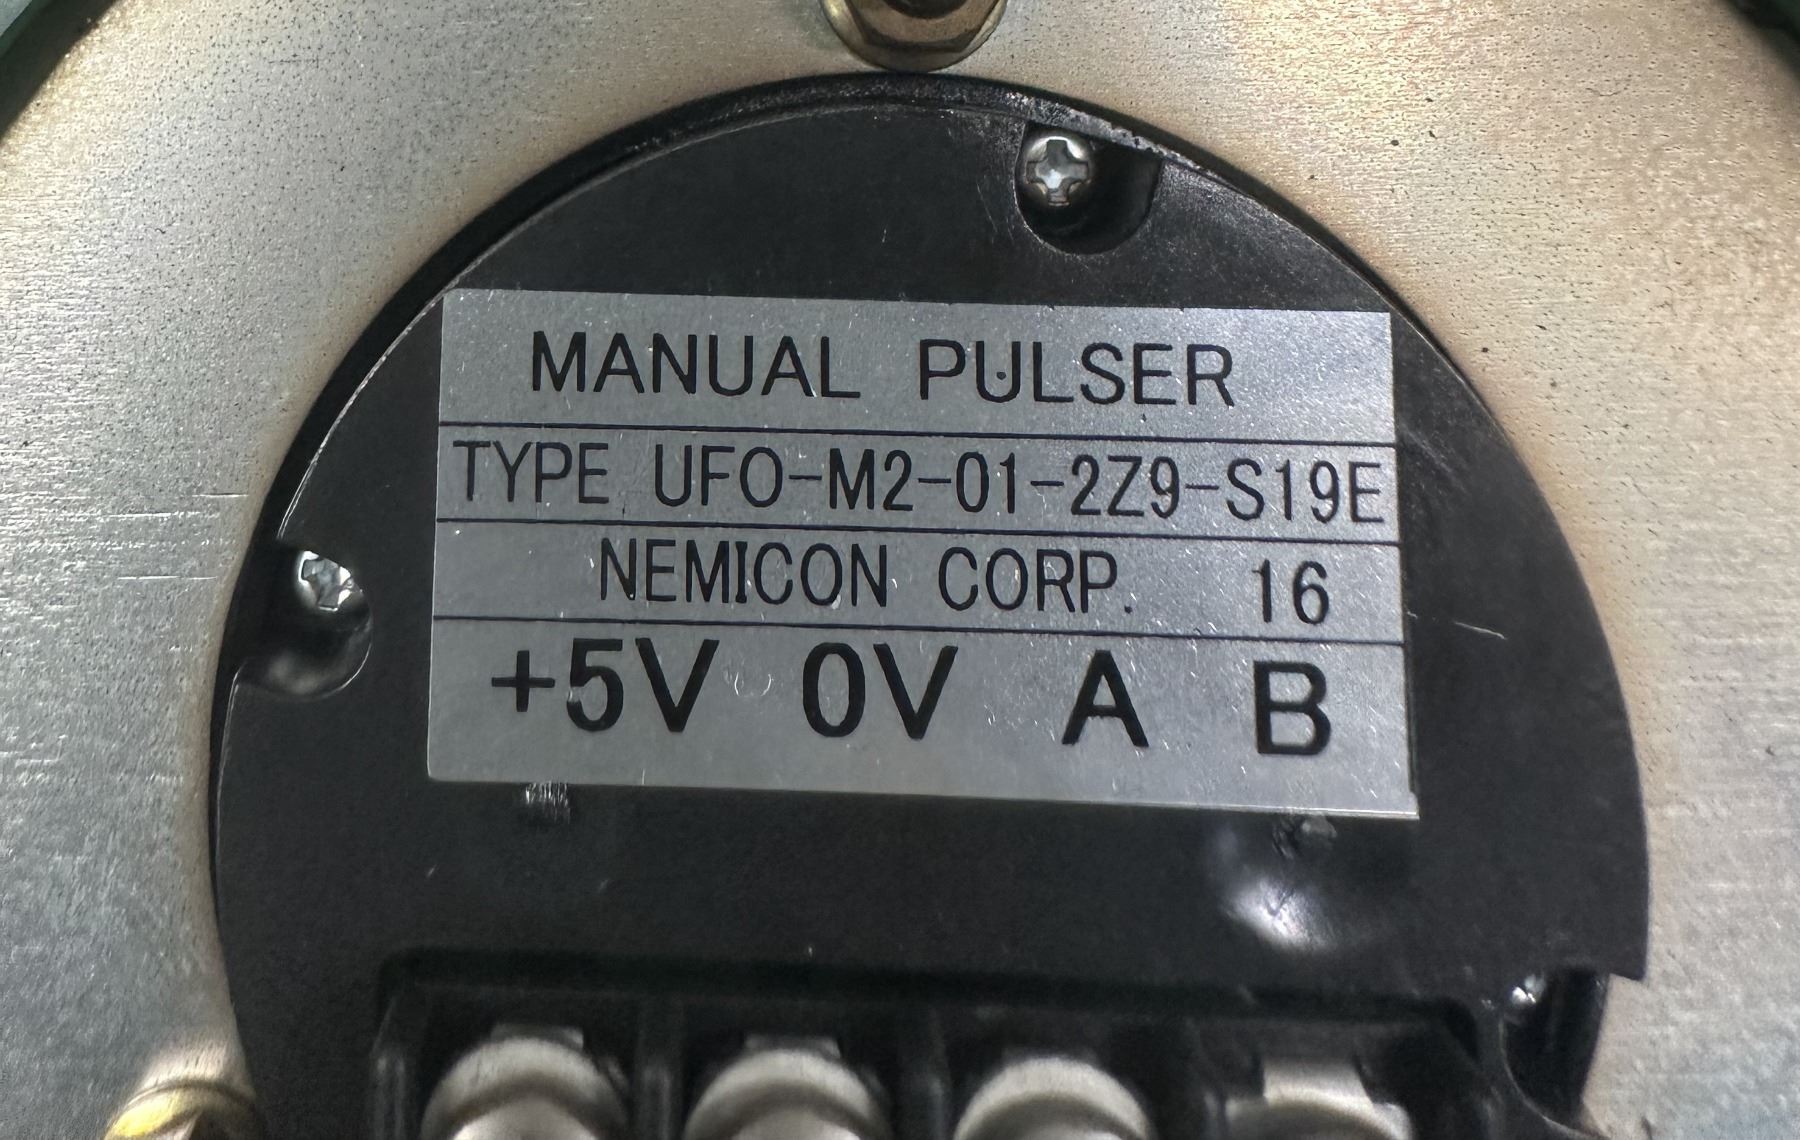 MANUAL PULSER
TYPE UFO-M2-01-2Z9-S19E
NEMICON CORP. 16
+5V 0V A B